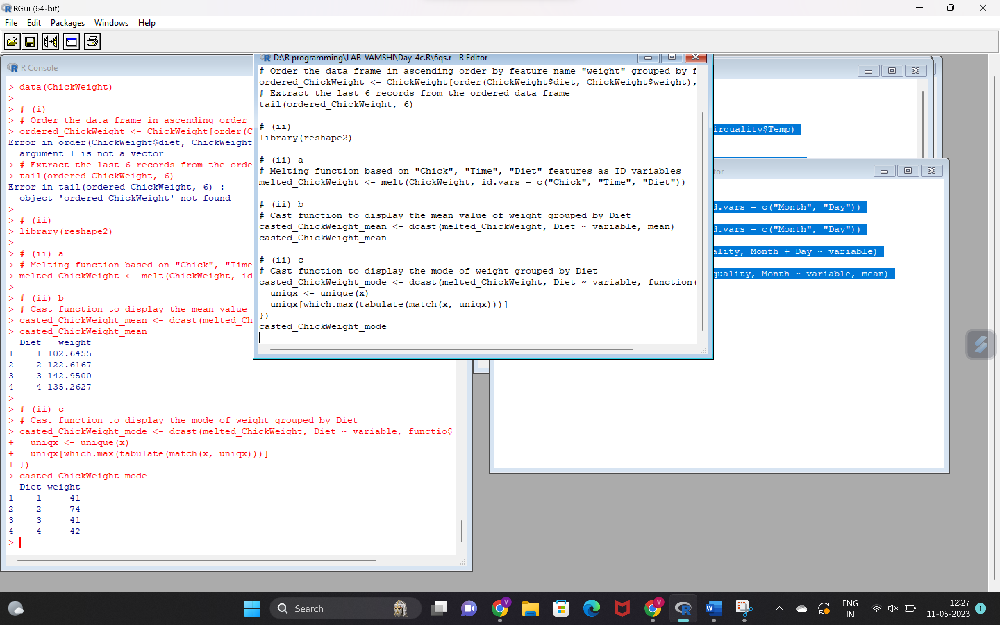 RGui (64-bit)
File Edit Packages Windows Help
R Console
> data(ChickWeight)
>
> # (i)
> # Order the data frame in ascending order
> ordered_ChickWeight <- ChickWeight[order(C
Error in order(ChickWeight$diet, ChickWeight
  argument 1 is not a vector
> # Extract the last 6 records from the orde
> tail(ordered_ChickWeight, 6)
Error in tail(ordered_ChickWeight, 6) :
  object 'ordered_ChickWeight' not found
>
> # (ii)
> library(reshape2)
>
> # (ii) a
> # Melting function based on "Chick", "Time
> melted_ChickWeight <- melt(ChickWeight, id
>
> # (ii) b
> # Cast function to display the mean value
> casted_ChickWeight_mean <- dcast(melted_Ch
> casted_ChickWeight_mean
  Diet   weight
1    1 102.6455
2    2 122.6167
3    3 142.9500
4    4 135.2627
>
> # (ii) c
> # Cast function to display the mode of weight grouped by Diet
> casted_ChickWeight_mode <- dcast(melted_ChickWeight, Diet ~ variable, functio$
+   uniqx <- unique(x)
+   uniqx[which.max(tabulate(match(x, uniqx)))]
+ })
> casted_ChickWeight_mode
  Diet weight
1    1     41
2    2     74
3    3     41
4    4     42
>
D:\R programming\LAB-VAMSHI\Day-4c.R\6qs.r - R Editor
# Order the data frame in ascending order by feature name "weight" grouped by f
ordered_ChickWeight <- ChickWeight[order(ChickWeight$diet, ChickWeight$weight),
# Extract the last 6 records from the ordered data frame
tail(ordered_ChickWeight, 6)
# (ii)
library(reshape2)
# (ii) a
# Melting function based on "Chick", "Time", "Diet" features as ID variables
melted_ChickWeight <- melt(ChickWeight, id.vars = c("Chick", "Time", "Diet"))
# (ii) b
# Cast function to display the mean value of weight grouped by Diet
casted_ChickWeight_mean <- dcast(melted_ChickWeight, Diet ~ variable, mean)
casted_ChickWeight_mean
# (ii) c
# Cast function to display the mode of weight grouped by Diet
casted_ChickWeight_mode <- dcast(melted_ChickWeight, Diet ~ variable, function(
  uniqx <- unique(x)
  uniqx[which.max(tabulate(match(x, uniqx)))]
})
casted_ChickWeight_mode
irquality$Temp)
tor
d.vars = c("Month", "Day"))
d.vars = c("Month", "Day"))
ality, Month + Day ~ variable)
quality, Month ~ variable, mean)
Search
ENG
IN
12:27
11-05-2023
1